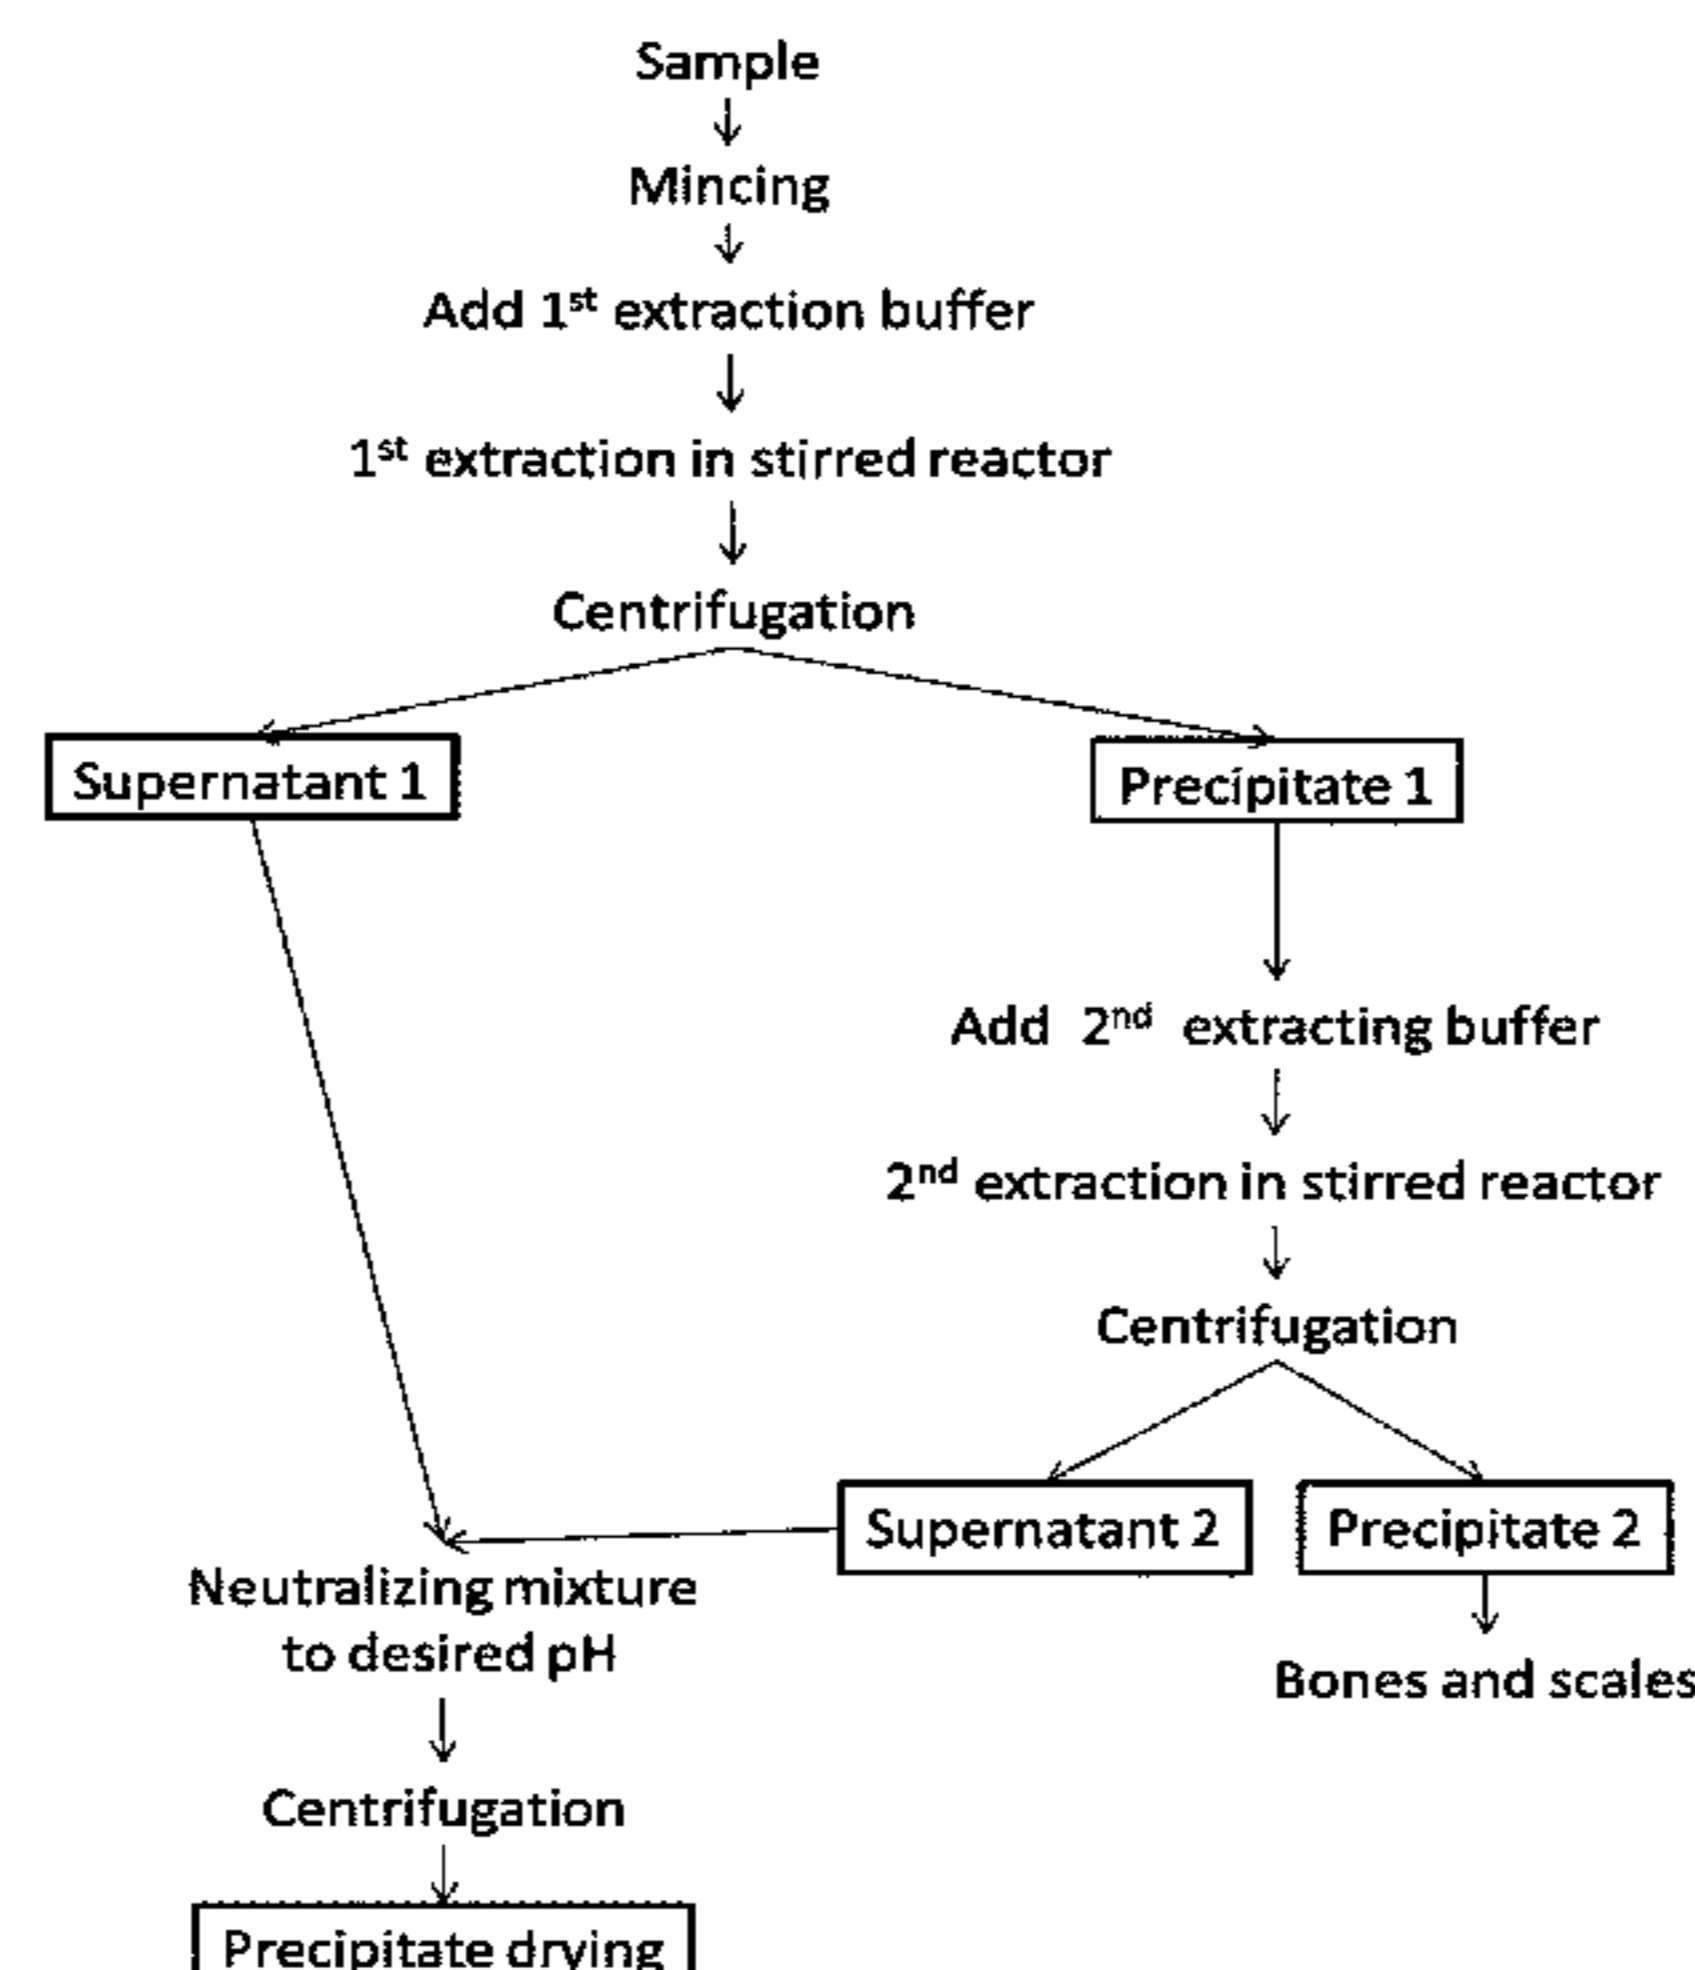 Sample
Mincing
Add 1st extraction buffer
1st extraction in stirred reactor
Centrifugation
Supernatant 1
Precipitate 1
Add 2nd extracting buffer
2nd extraction in stirred reactor
Centrifugation
Supernatant 2
Precipitate 2
Neutralizing mixture
to desired pH
Bones and scales
Centrifugation
Precipitate drying